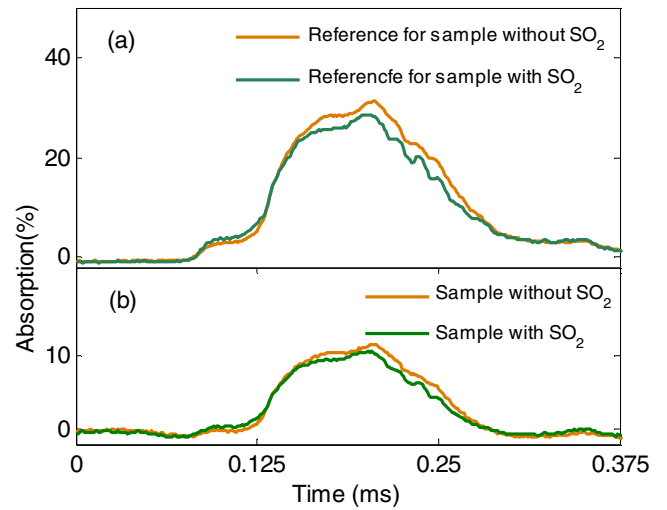 (a)
Reference for sample without SO2
Referencfe for sample with SO2
40
20
0
Absorption(%)
(b)
Sample without SO2
Sample with SO2
10
0
0 0.125 0.25 0.375
Time (ms)